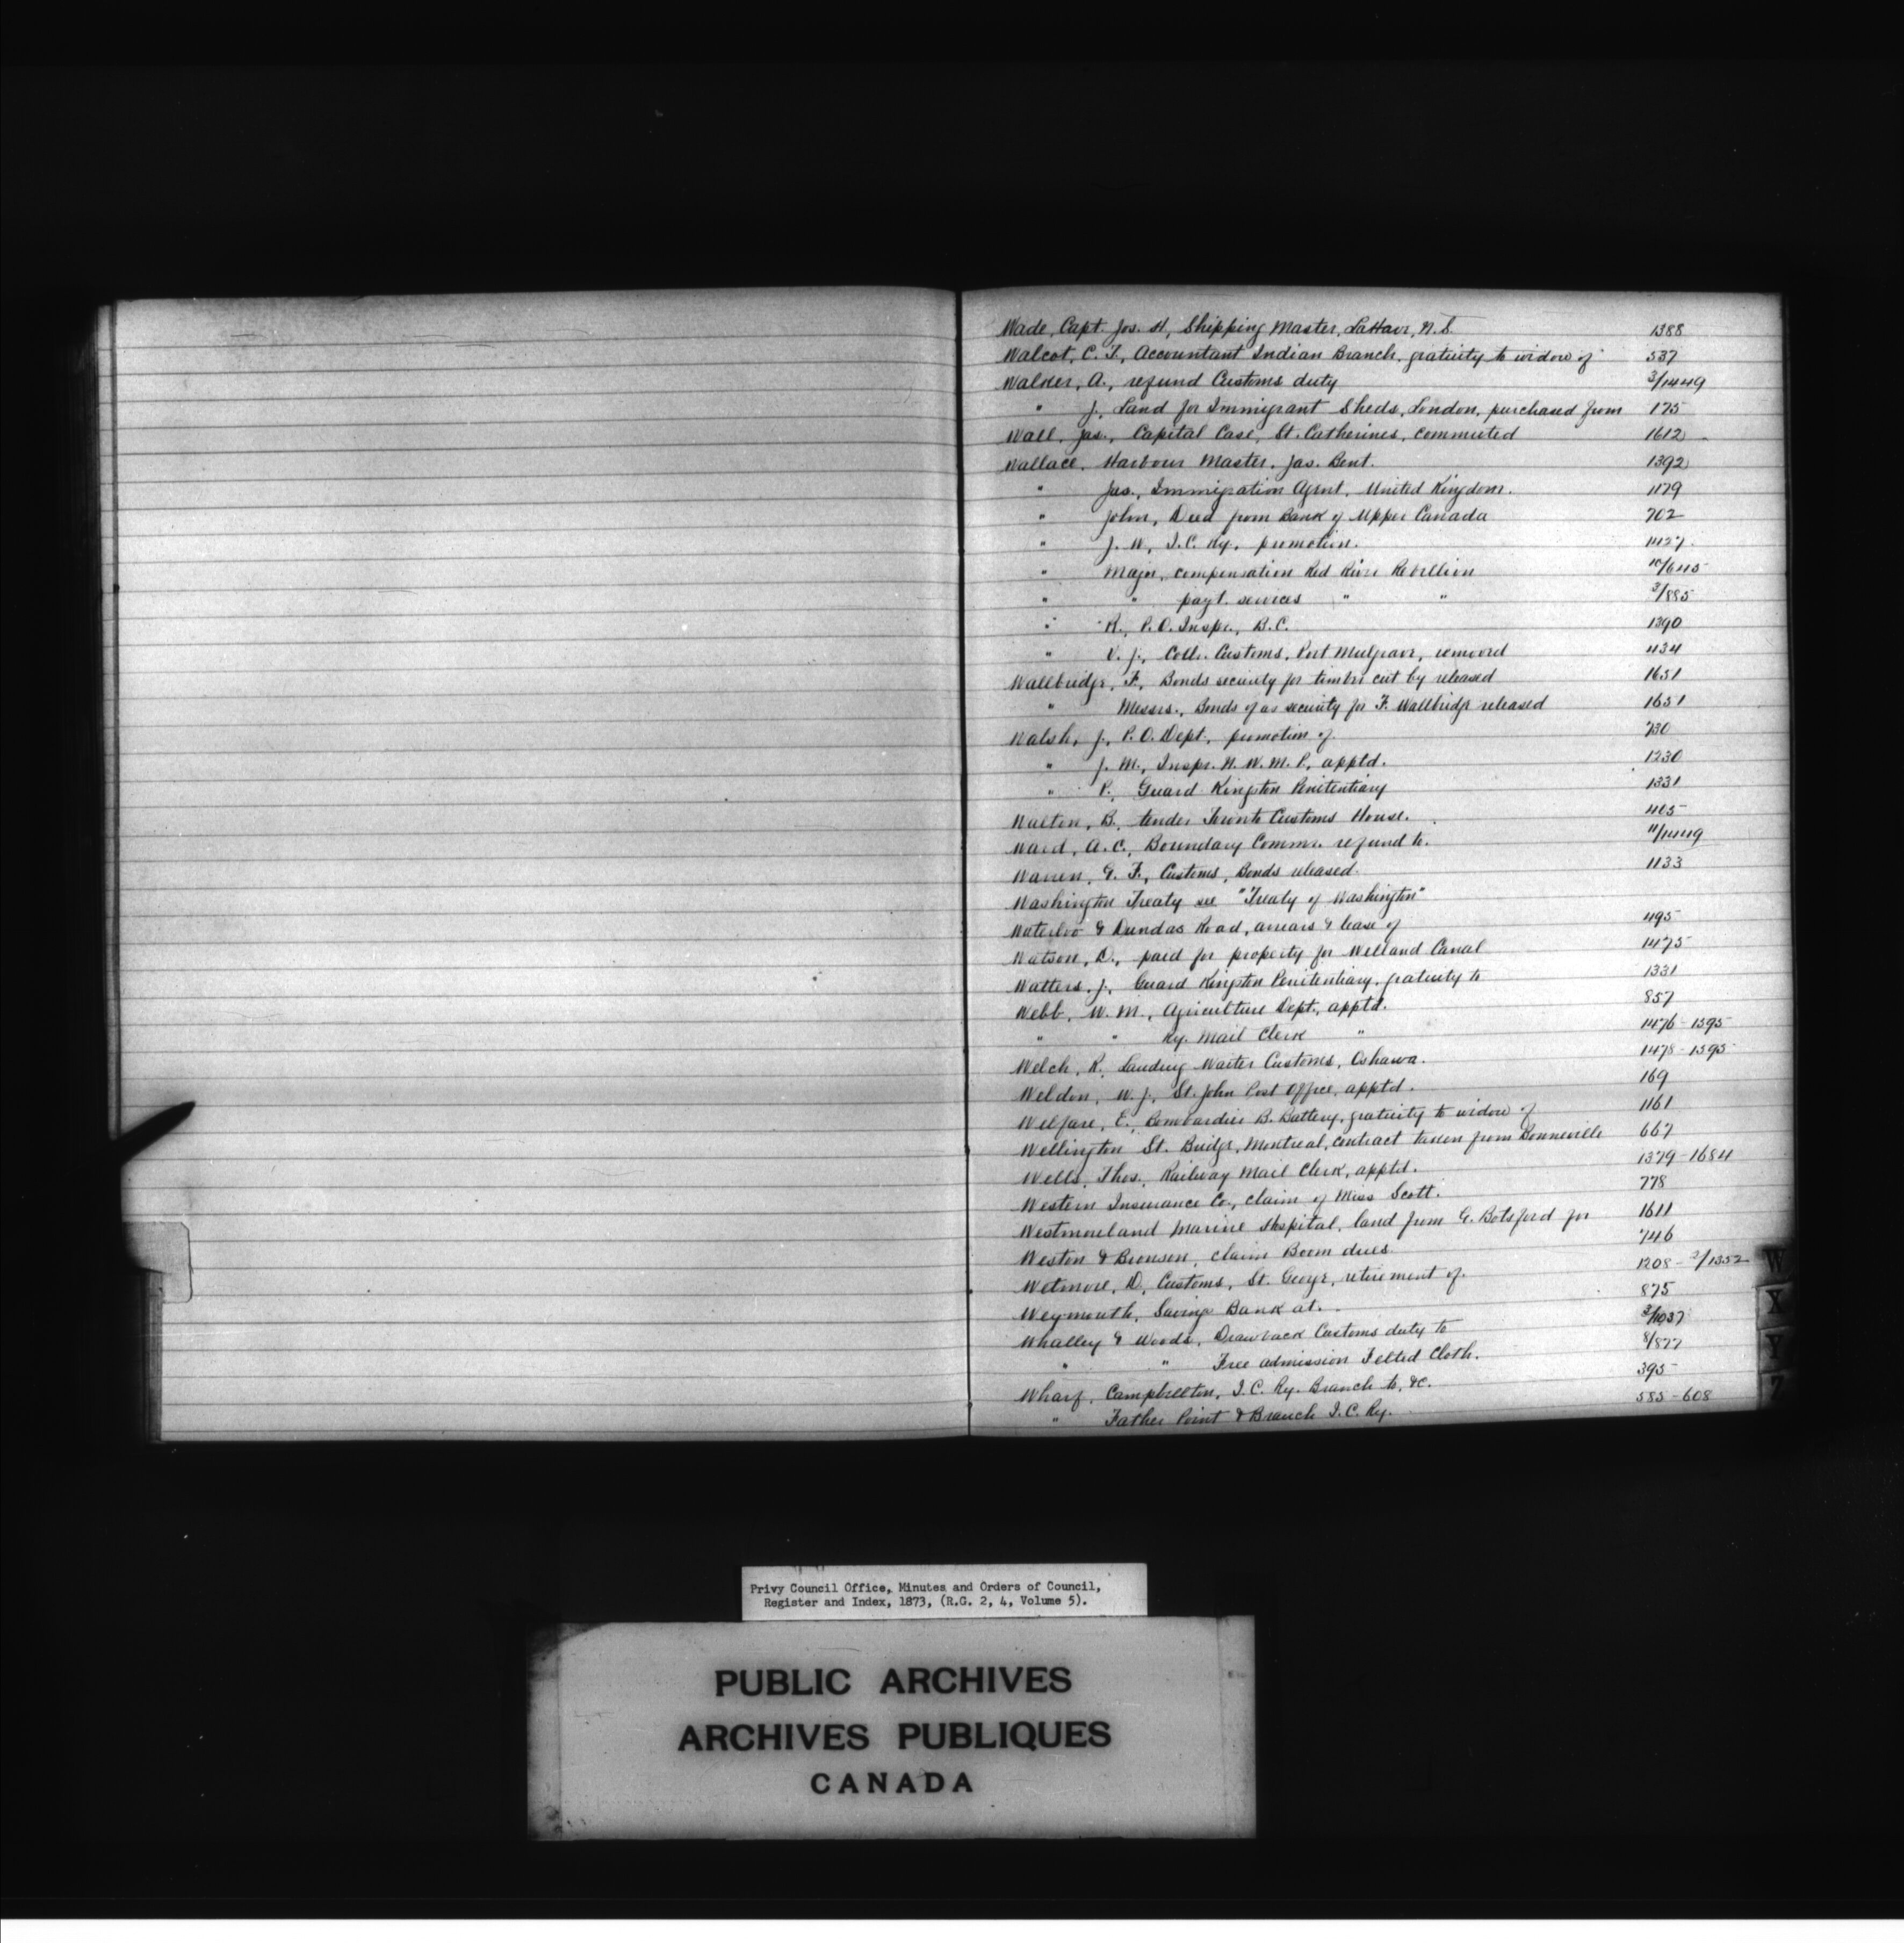 Wade, Capt. Jos. H, Shipping Master, LaHave, N.S. 1388
Walcot, C. T., Accountant Indian Branch, gratuity to widow of 537
Walker, A., refund Customs duty 3/1449
" J. Land for Immigrant Sheds, London, purchased from 175
Wall, Jas., Capital Case, St. Catherines, commuted 1612
Wallace, Harbour Master, Jas. Bent. 1392
" Jas., Immigration Agent, United Kingdom. 1179
" John, Deed from Bank of Upper Canada 702
" J. W, I.C. Ry. promotion.
" Major, compensation Red River Rebellion 10/645
" " payt. services " " 3/885
" R., P.O. Inspr., B.C. 1390
" V. J., Coll. Customs, Port Mulgrave, removed 434
Wallbridge, F., Bonds security for timber cut by released 1651
" Messrs., Bonds of as security for F. Wallbridge released 1651
Walsh, J., P.O. Dept., promotion of 730
" J. M., Inspr. N.W.M.P., apptd. 1230
" P., Guard Kingston Penitentiary 1331
Walton, B., tender Toronto Customs House. 405
Ward, A.C., Boundary Commr. refund to. 11/1449
Warren, G. F., Customs, Bonds released. 1133
Washington Treaty see "Treaty of Washington"
Waterloo & Dundas Road, arrears & lease of 495
Watson, D., paid for property for Welland Canal 1475
Watters, J., Guard Kingston Penitentiary, gratuity to 1331
Webb, W. M., Agriculture Dept., apptd. 857
" " Ry. Mail Clerk " 1476-1595
Welch, R. Landing Waiter Customs, Oshawa. 1478-1595
Weldon, W. J., St. John Post Office, apptd. 169
Welfare, E., Bombardier B. Battery, gratuity to widow of 1161
Wellington St. Bridge, Montreal, contract taken from Bonneville 667
Wells, Thos., Railway Mail Clerk, apptd. 1379-1684
Western Insurance Co., claim of Miss Scott. 778
Westmoreland Marine Hospital, land from G. Botsford for 1611
Weston & Bronson, claim Boom dues 746
Wetmore, D, Customs, St. George, retirement of. 1208-2/1352
Weymouth, Savings Bank at. 875
Whalley & Woods, Drawback Customs duty to 3/1037
" " Free admission Felted Cloth. 8/877
Wharf, Campbellton, I.C. Ry. Branch to, &c. 395
" Father Point & Branch I.C. Ry. 585-608
W
X
Y
Z
Privy Council Office, Minutes and Orders of Council,
Register and Index, 1873, (R.G. 2, 4, Volume 5).
PUBLIC ARCHIVES
ARCHIVES PUBLIQUES
CANADA